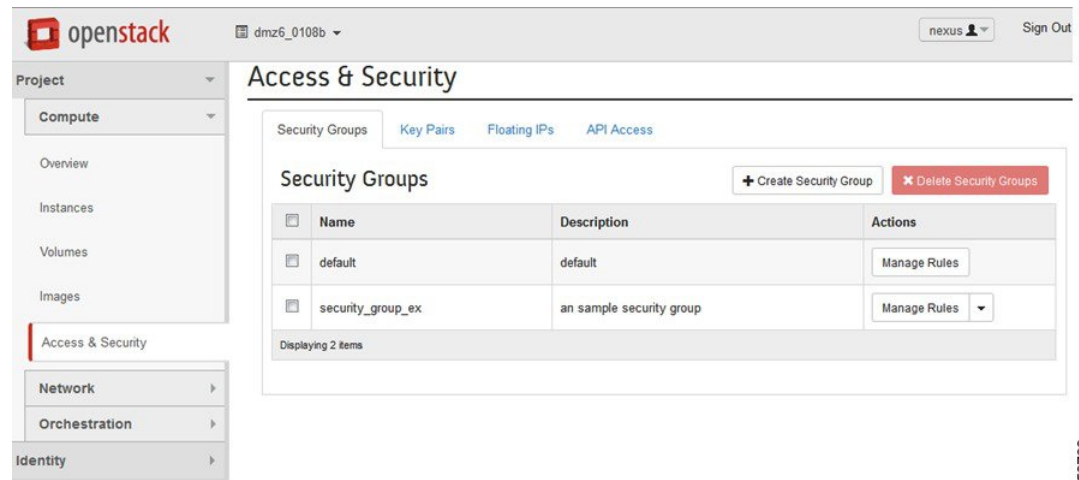 openstack
dmz6_0108b
nexus
Sign Out
Project
Compute
Overview
Instances
Volumes
Images
Access & Security
Network
Orchestration
Identity
Access & Security
Security Groups Key Pairs Floating IPs API Access
Security Groups
+ Create Security Group
✖ Delete Security Groups
Name Description Actions
default default Manage Rules
security_group_ex an sample security group Manage Rules
Displaying 2 items